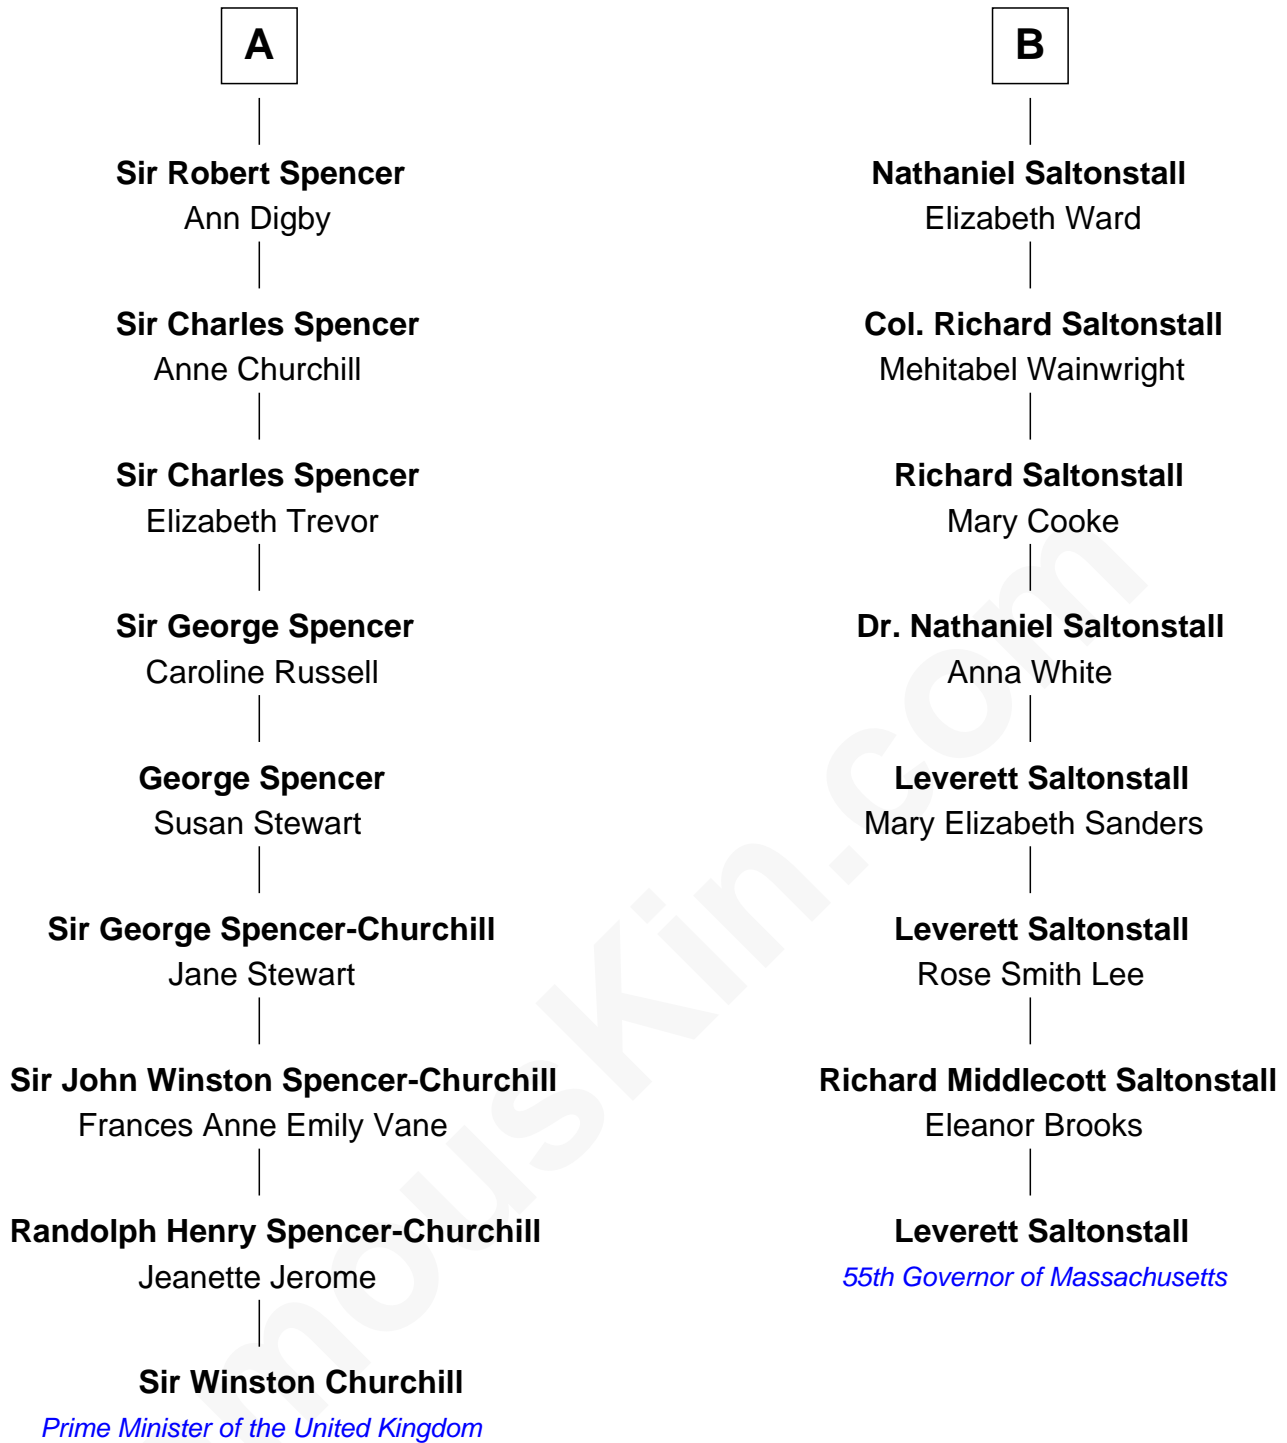 A
Sir Robert Spencer
Ann Digby
Sir Charles Spencer
Anne Churchill
Sir Charles Spencer
Elizabeth Trevor
Sir George Spencer
Caroline Russell
George Spencer
Susan Stewart
Sir George Spencer-Churchill
Jane Stewart
Sir John Winston Spencer-Churchill
Frances Anne Emily Vane
Randolph Henry Spencer-Churchill
Jeanette Jerome
Sir Winston Churchill
Prime Minister of the United Kingdom
B
Nathaniel Saltonstall
Elizabeth Ward
Col. Richard Saltonstall
Mehitabel Wainwright
Richard Saltonstall
Mary Cooke
Dr. Nathaniel Saltonstall
Anna White
Leverett Saltonstall
Mary Elizabeth Sanders
Leverett Saltonstall
Rose Smith Lee
Richard Middlecott Saltonstall
Eleanor Brooks
Leverett Saltonstall
55th Governor of Massachusetts
mousKin.com